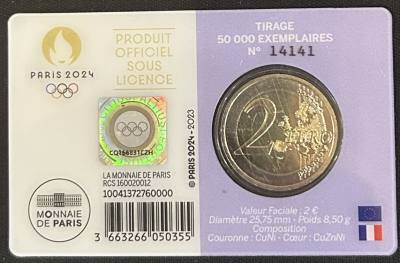 PARIS 2024
PRODUIT
OFFICIEL
SOUS
LICENCE
TIRAGE
50 000 EXEMPLAIRES
N° 14141
CQ168831CZH
© PARIS 2024 - 2023
LA MONNAIE DE PARIS
RCS 160020012
10041372760000
MONNAIE
DE PARIS
3 663266 050355
2 EURO
Valeur Faciale : 2 €
Diamètre 25,75 mm - Poids 8,50 g
Composition
Couronne : CuNi - Cœur : CuZnNi